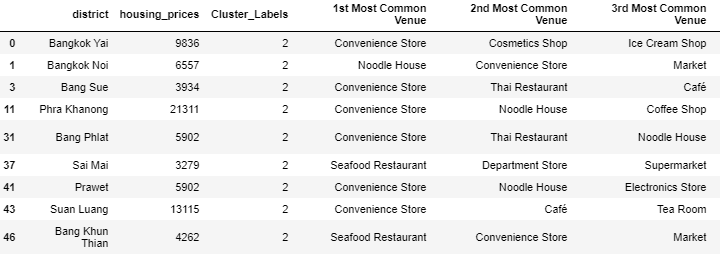 district housing_prices Cluster_Labels 1st Most Common Venue 2nd Most Common Venue 3rd Most Common Venue
0 Bangkok Yai 9836 2 Convenience Store Cosmetics Shop Ice Cream Shop
1 Bangkok Noi 6557 2 Noodle House Convenience Store Market
3 Bang Sue 3934 2 Convenience Store Thai Restaurant Café
11 Phra Khanong 21311 2 Convenience Store Noodle House Coffee Shop
31 Bang Phlat 5902 2 Convenience Store Thai Restaurant Noodle House
37 Sai Mai 3279 2 Seafood Restaurant Department Store Supermarket
41 Prawet 5902 2 Convenience Store Noodle House Electronics Store
43 Suan Luang 13115 2 Convenience Store Café Tea Room
46 Bang Khun Thian 4262 2 Seafood Restaurant Convenience Store Market